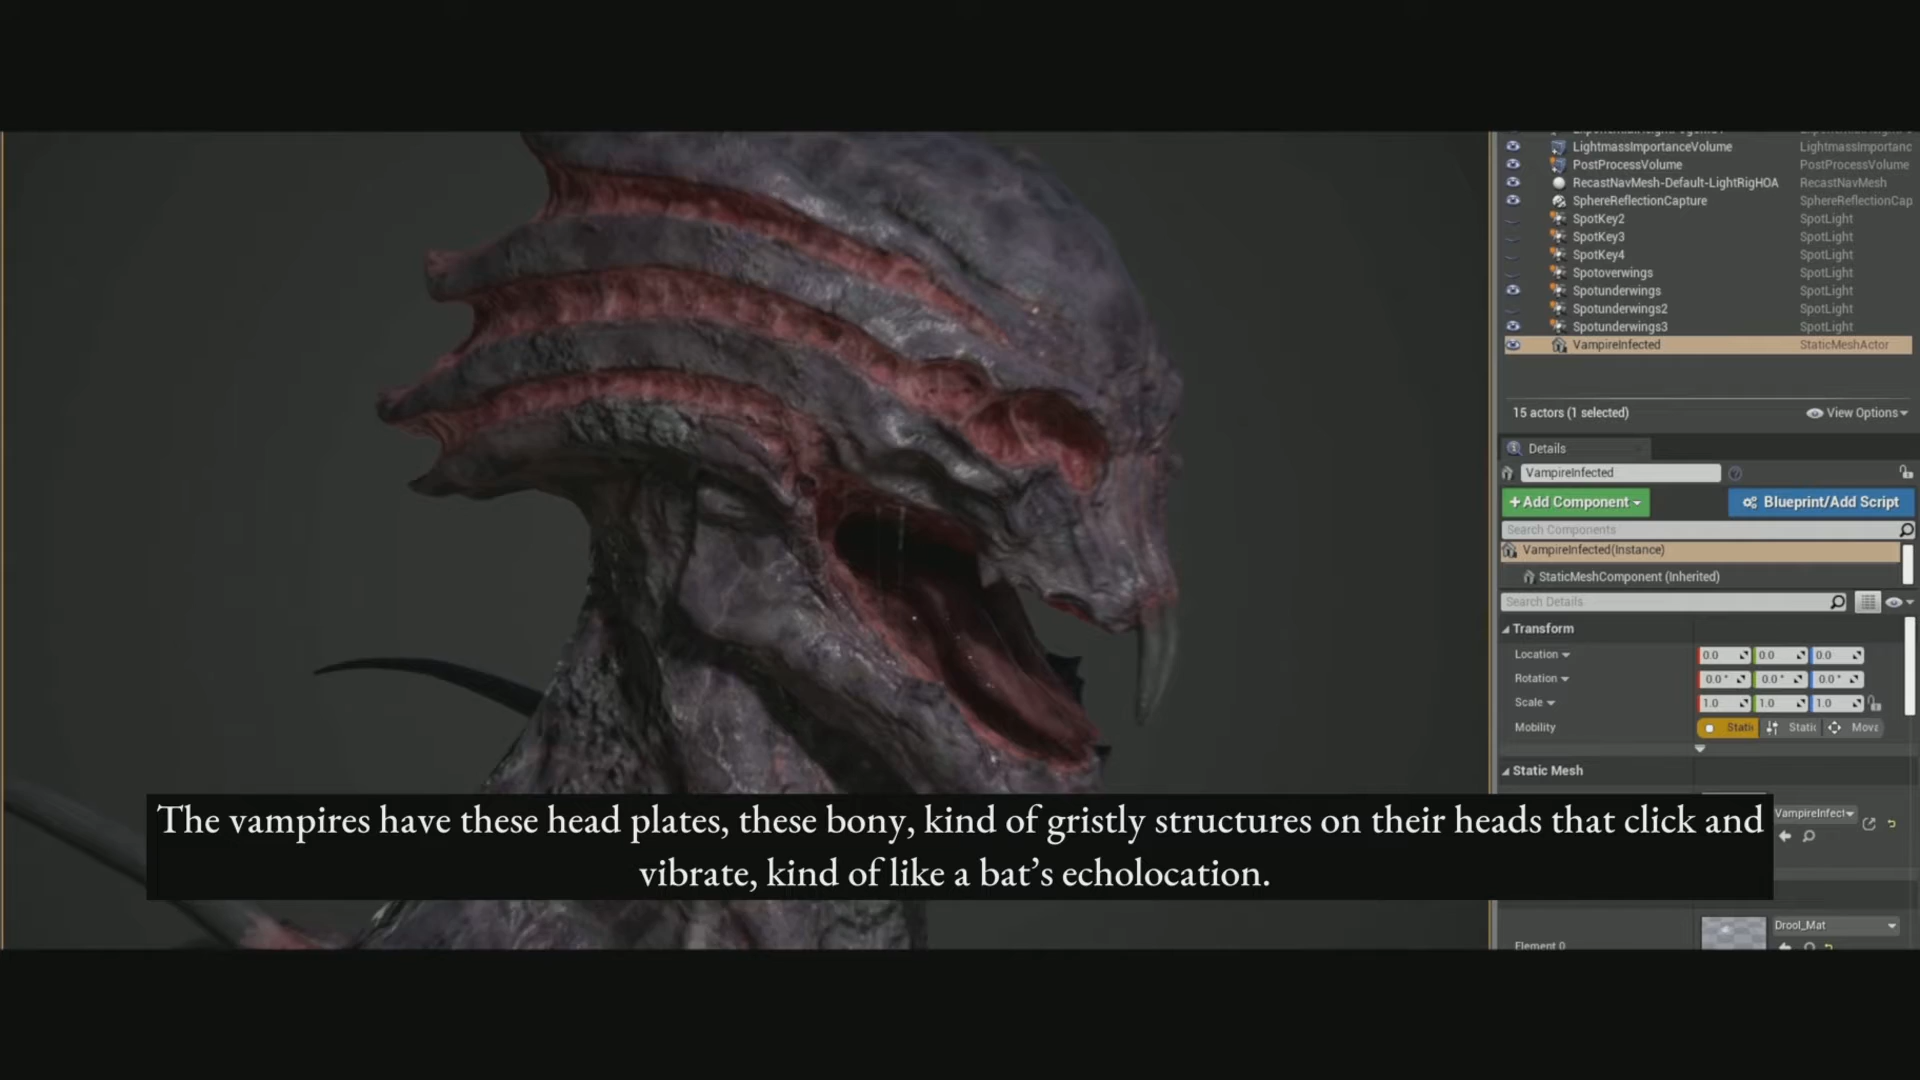 LightmassImportanceVolume LightmassImportanc
PostProcessVolume PostProcessVolume
RecastNavMesh-Default-LightRigHOA RecastNavMesh
SphereReflectionCapture SphereReflectionCap
SpotKey2 SpotLight
SpotKey3 SpotLight
SpotKey4 SpotLight
Spotoverwings SpotLight
Spotunderwings SpotLight
Spotunderwings2 SpotLight
Spotunderwings3 SpotLight
VampireInfected StaticMeshActor
15 actors (1 selected) View Options
Details
VampireInfected
+Add Component Blueprint/Add Script
Search Components
VampireInfected(Instance)
StaticMeshComponent (Inherited)
Search Details
Transform
Location 0.0 0.0 0.0
Rotation 0.0° 0.0° 0.0°
Scale 1.0 1.0 1.0
Mobility Stati Static Mova
Static Mesh
VampireInfect
The vampires have these head plates, these bony, kind of gristly structures on their heads that click and
vibrate, kind of like a bat’s echolocation.
Drool_Mat
Element 0